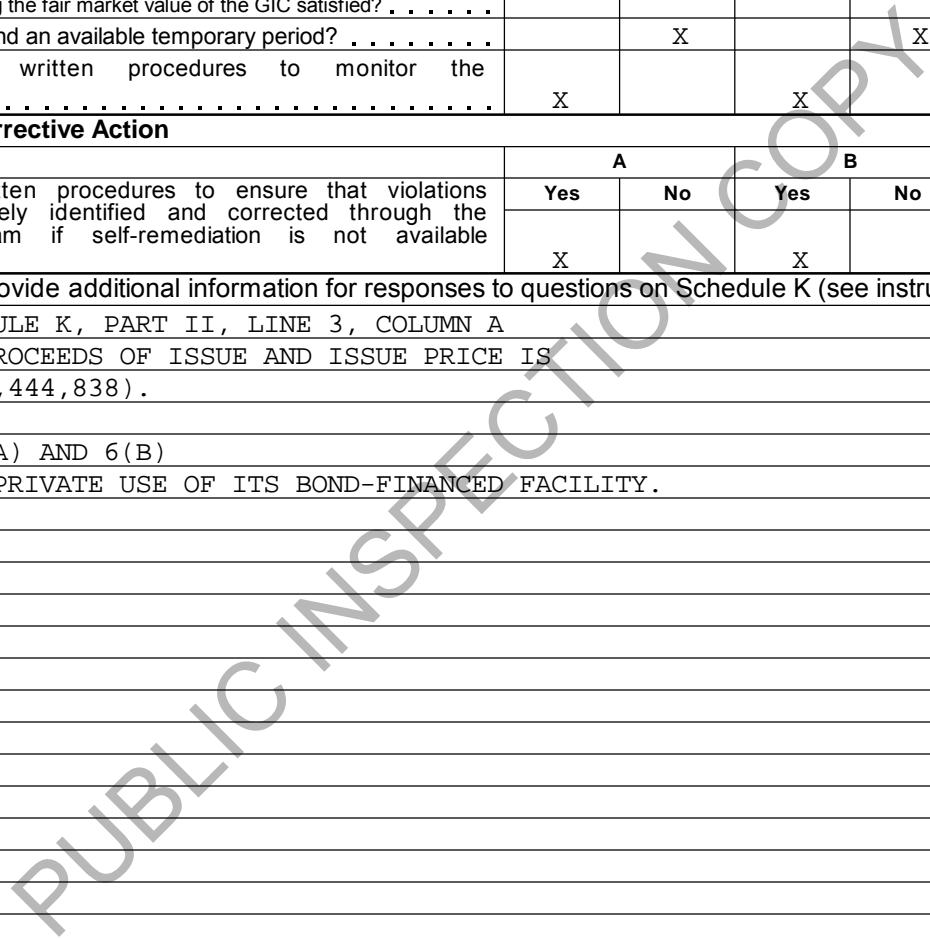 g the fair market value of the GIC satisfied?
nd an available temporary period? X X
written procedures to monitor the
X X
rrective Action
A B
tten procedures to ensure that violations Yes No Yes No
ely identified and corrected through the
am if self-remediation is not available
X X
ovide additional information for responses to questions on Schedule K (see instru
ULE K, PART II, LINE 3, COLUMN A
ROCEEDS OF ISSUE AND ISSUE PRICE IS
,444,838).
A) AND 6(B)
PRIVATE USE OF ITS BOND-FINANCED FACILITY.
PUBLIC INSPECTION COPY